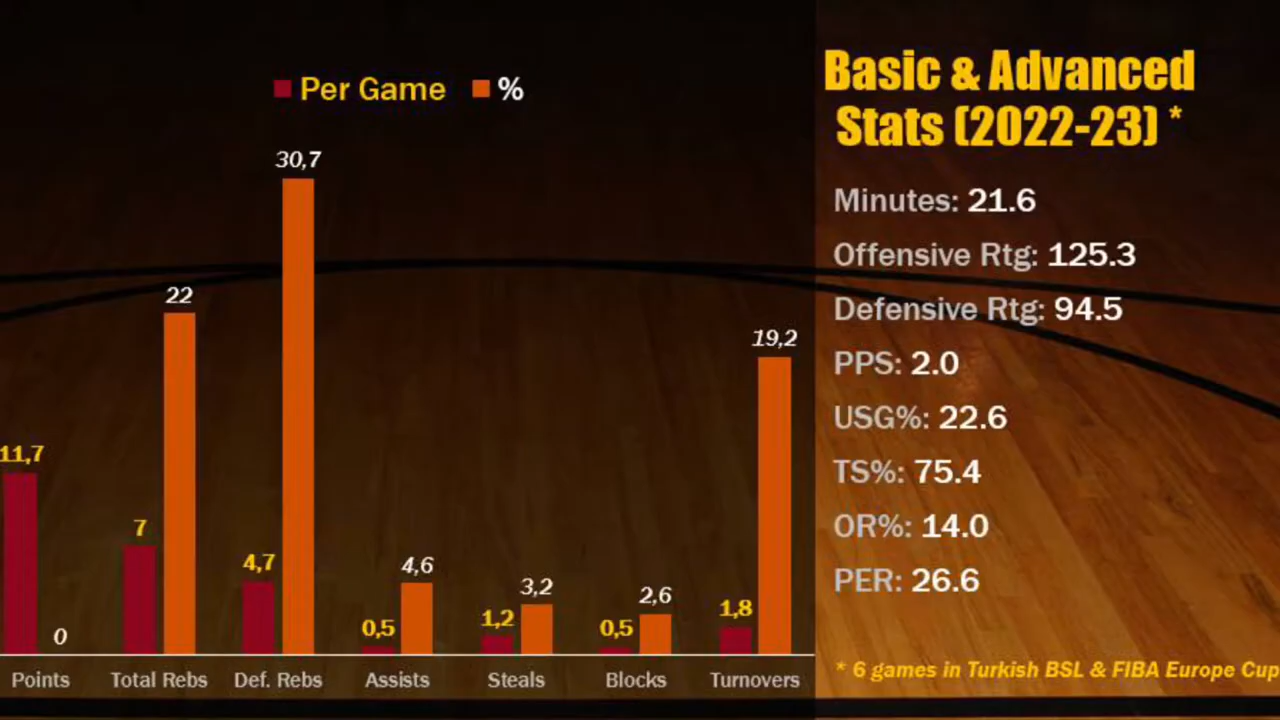 Per Game %
Basic & Advanced
Stats (2022-23) *
Minutes: 21.6
Offensive Rtg: 125.3
Defensive Rtg: 94.5
PPS: 2.0
USG%: 22.6
TS%: 75.4
OR%: 14.0
PER: 26.6
* 6 games in Turkish BSL & FIBA Europe Cup
30,7
22
19,2
11,7
7
4,7
4,6
0,5
3,2
1,2
2,6
0,5
1,8
0
Points Total Rebs Def. Rebs Assists Steals Blocks Turnovers